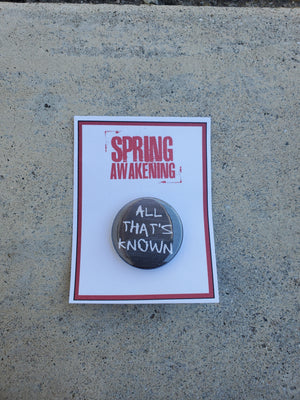 SPRING
AWAKENING
ALL
THAT'S
KNOWN